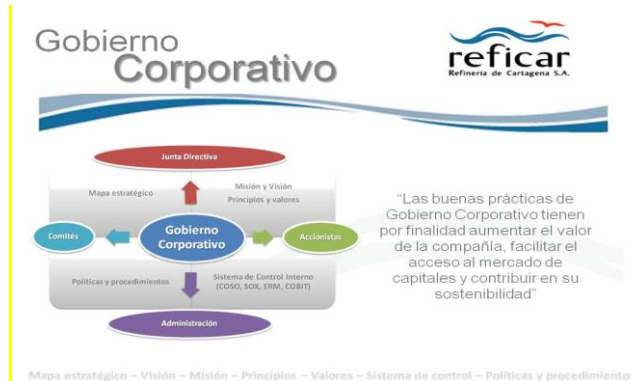 Gobierno
Corporativo
reficar
Refinería de Cartagena S.A.
Junta Directiva
Mapa estratégico
Misión y Visión
Principios y valores
Comités
Gobierno
Corporativo
Accionistas
Políticas y procedimientos
Sistema de Control Interno
(COSO, SOX, ERM, COBIT)
Administración
“Las buenas prácticas de
Gobierno Corporativo tienen
por finalidad aumentar el valor
de la compañía, facilitar el
acceso al mercado de
capitales y contribuir en su
sostenibilidad”
Mapa estratégico – Visión – Misión – Principios – Valores – Sistema de control – Políticas y procedimientos